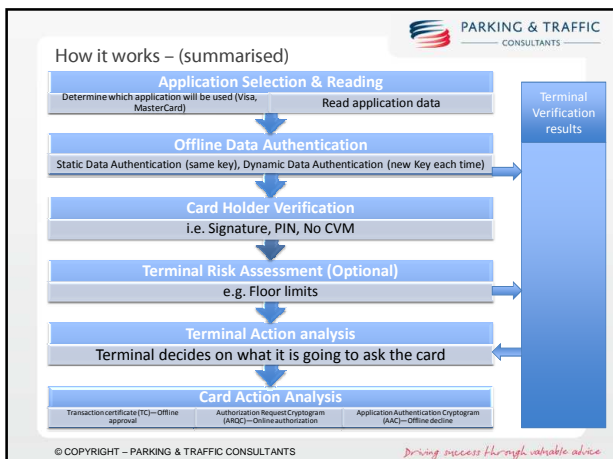 PARKING & TRAFFIC
CONSULTANTS
How it works – (summarised)
Application Selection & Reading
Determine which application will be used (Visa,
MasterCard)
Read application data
Terminal
Verification
results
Offline Data Authentication
Static Data Authentication (same key), Dynamic Data Authentication (new Key each time)
Card Holder Verification
i.e. Signature, PIN, No CVM
Terminal Risk Assessment (Optional)
e.g. Floor limits
Terminal Action analysis
Terminal decides on what it is going to ask the card
Card Action Analysis
Transaction certificate (TC)—Offline
approval
Authorization Request Cryptogram
(ARQC)—Online authorization
Application Authentication Cryptogram
(AAC)—Offline decline
© COPYRIGHT – PARKING & TRAFFIC CONSULTANTS
Driving success through valuable advice